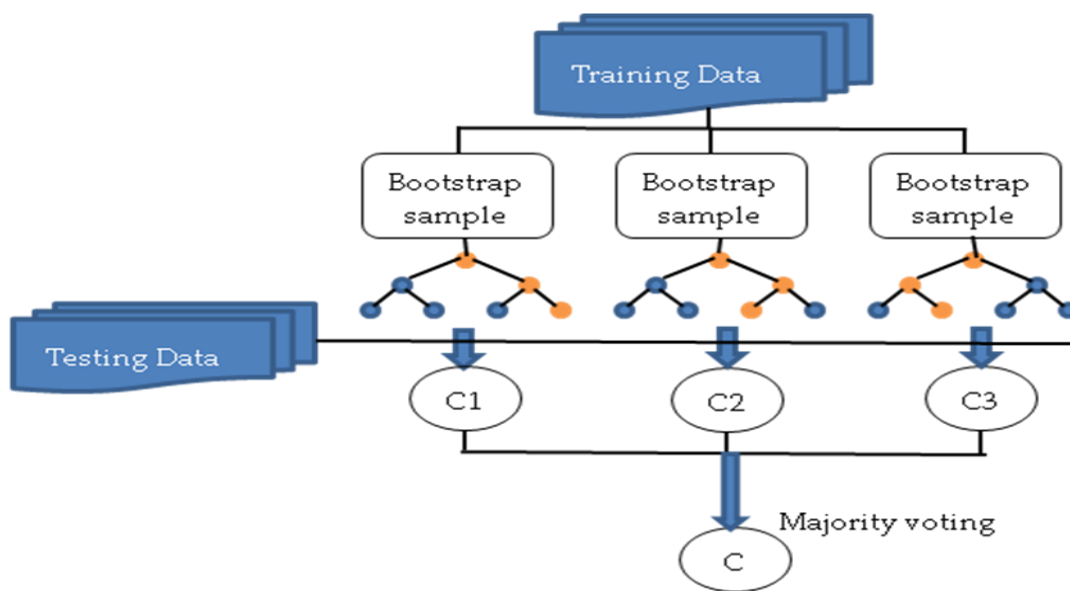 Training Data
Bootstrap
sample
Bootstrap
sample
Bootstrap
sample
Testing Data
C1
C2
C3
Majority voting
C